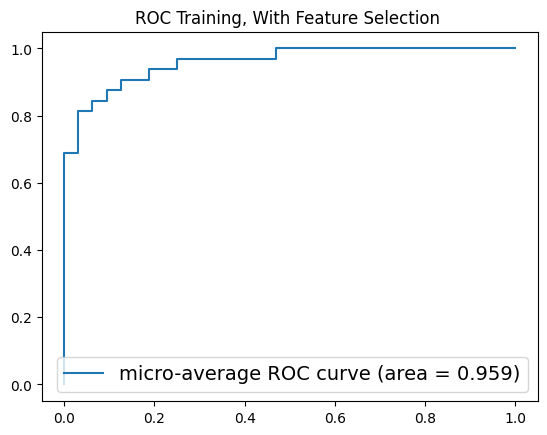 ROC Training, With Feature Selection
1.0
0.8
0.6
0.4
0.2
0.0
micro-average ROC curve (area = 0.959)
0.0 0.2 0.4 0.6 0.8 1.0